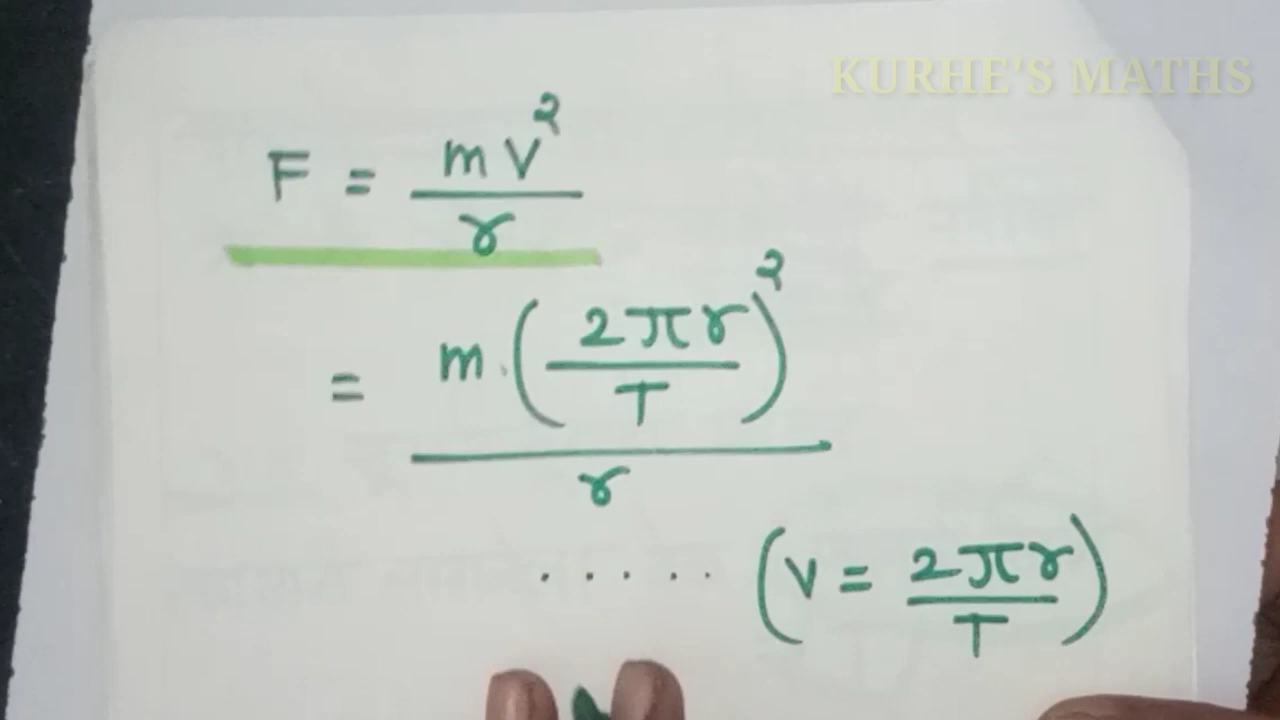 KURHE'S MATHS
F = mv²/r
= m.(2πr/T)²/r
..... (v = 2πr/T)